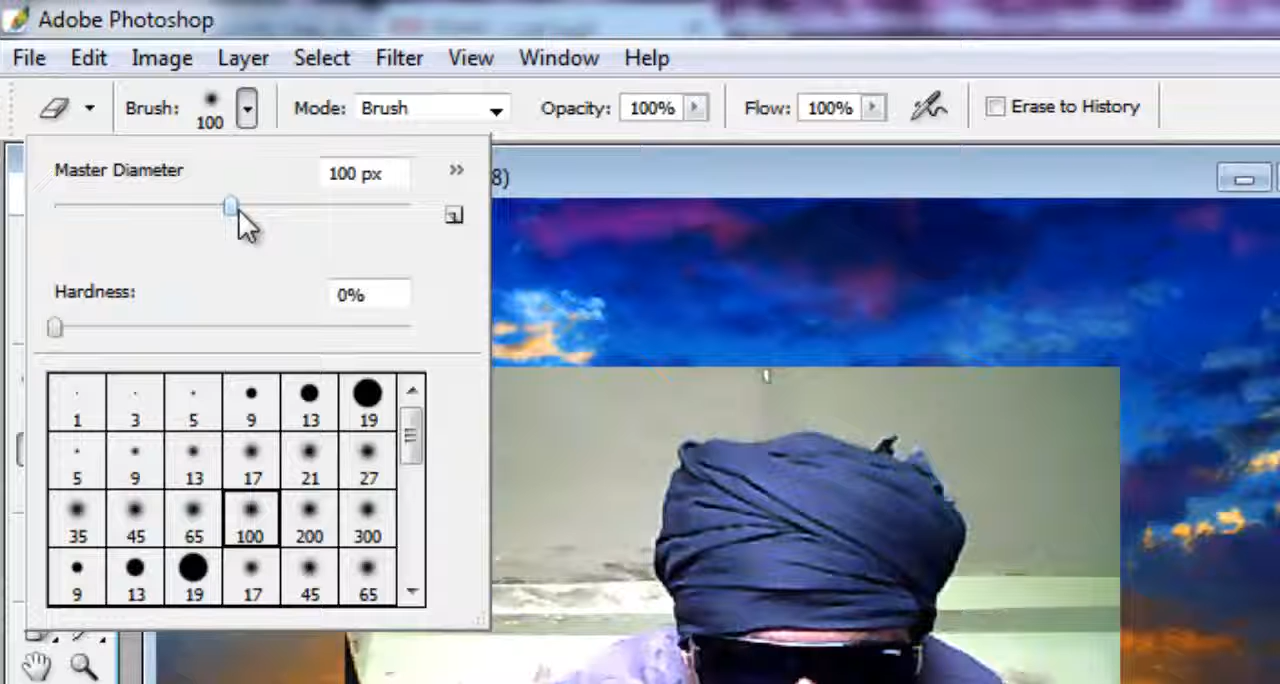 Adobe Photoshop
File Edit Image Layer Select Filter View Window Help
Brush: 100 Mode: Brush Opacity: 100% Flow: 100% Erase to History
Master Diameter 100 px
8)
Hardness: 0%
1 3 5 9 13 19
5 9 13 17 21 27
35 45 65 100 200 300
9 13 19 17 45 65